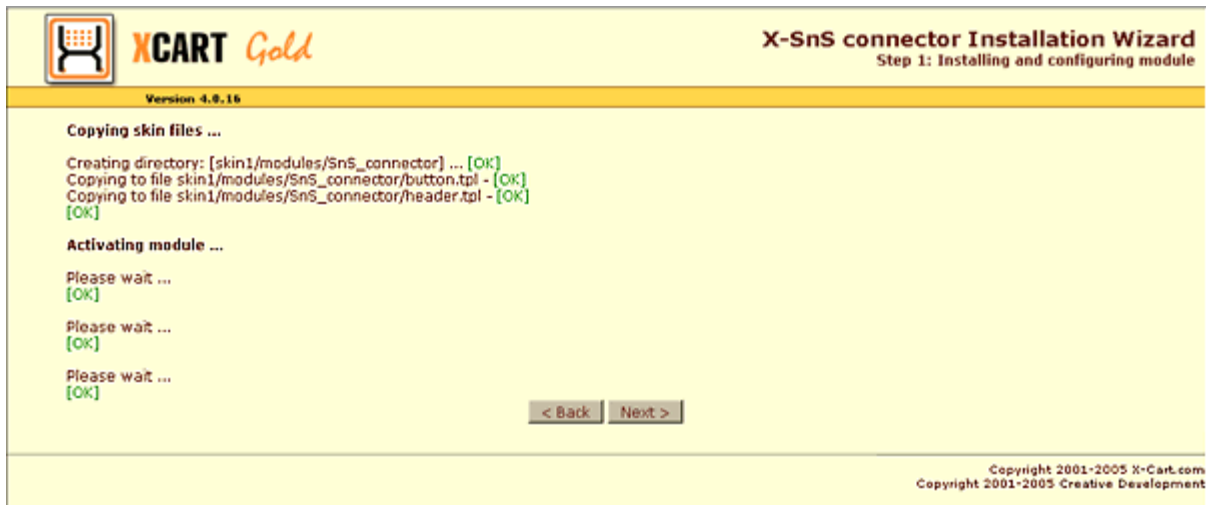 XCART Gold
X-SnS connector Installation Wizard
Step 1: Installing and configuring module
Version 4.0.16
Copying skin files ...
Creating directory: [skin1/modules/SnS_connector] ... [OK]
Copying to file skin1/modules/SnS_connector/button.tpl - [OK]
Copying to file skin1/modules/SnS_connector/header.tpl - [OK]
[OK]
Activating module ...
Please wait ...
[OK]
Please wait ...
[OK]
Please wait ...
[OK]
< Back Next >
Copyright 2001-2005 X-Cart.com
Copyright 2001-2005 Creative Development